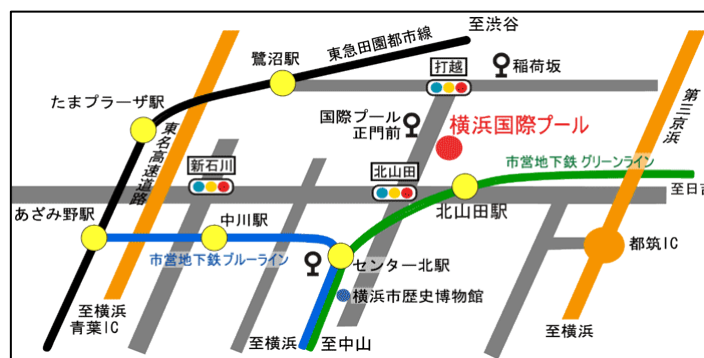 至渋谷
東急田園都市線
鷺沼駅
打越
稲荷坂
たまプラーザ駅
国際プール
正門前
横浜国際プール
第三京浜
東名高速道路
新石川
北山田
市営地下鉄 グリーンライン
至日吉
あざみ野駅
中川駅
北山田駅
市営地下鉄 ブルーライン
センター北駅
都筑IC
横浜市歴史博物館
至横浜
青葉IC
至横浜
至中山
至横浜